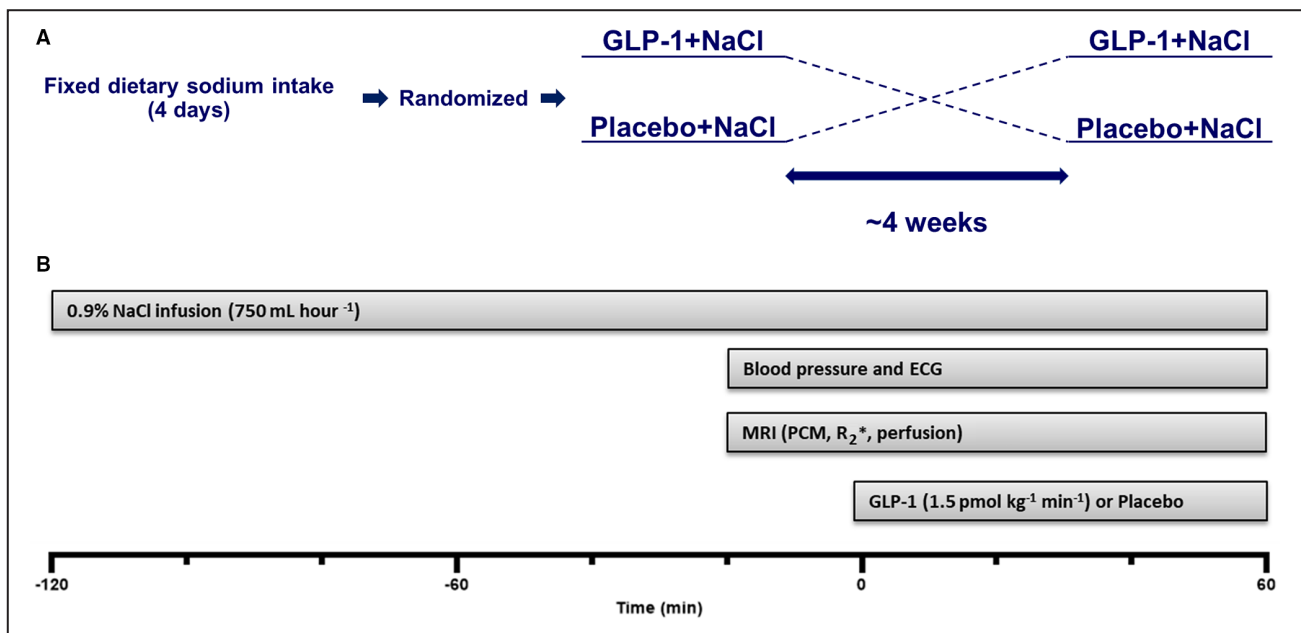 A
GLP-1+NaCl
GLP-1+NaCl
Fixed dietary sodium intake
(4 days)
Randomized
Placebo+NaCl
Placebo+NaCl
~4 weeks
B
0.9% NaCl infusion (750 mL hour ⁻¹)
Blood pressure and ECG
MRI (PCM, R₂*, perfusion)
GLP-1 (1.5 pmol kg⁻¹ min⁻¹) or Placebo
-120 -60 0 60
Time (min)